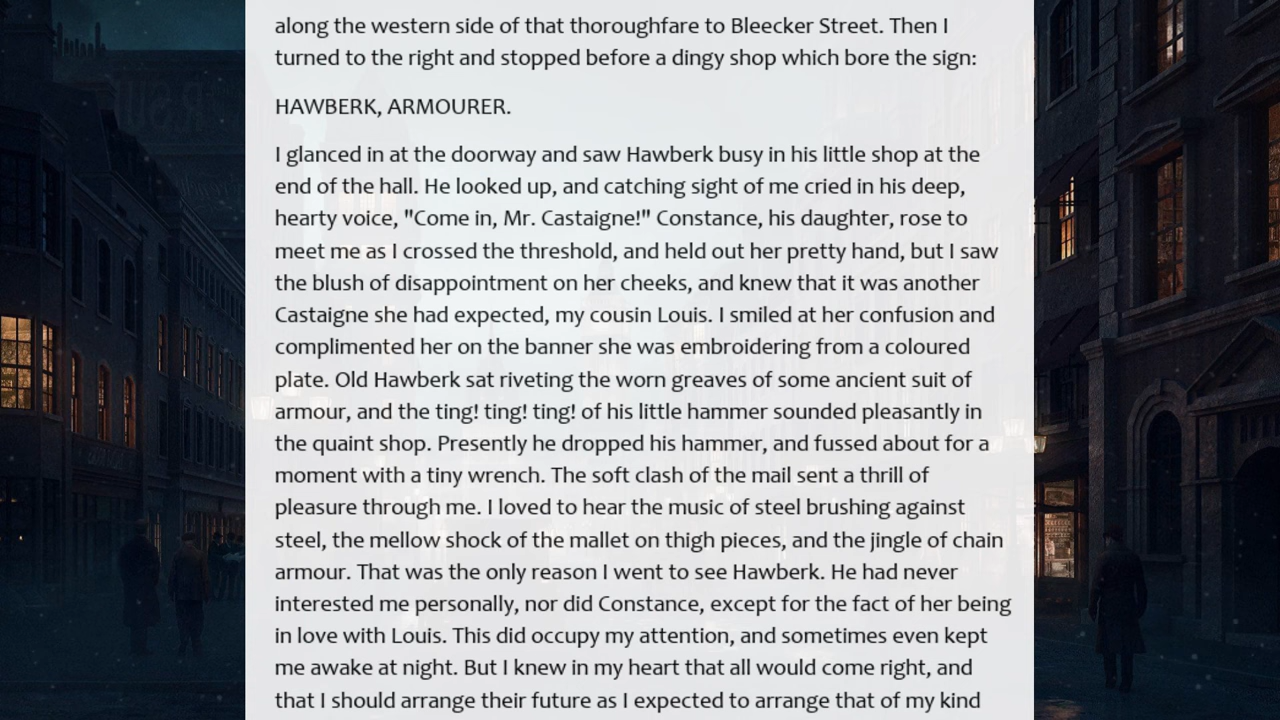 along the western side of that thoroughfare to Bleecker Street. Then I
turned to the right and stopped before a dingy shop which bore the sign:
HAWBERK, ARMOURER.
I glanced in at the doorway and saw Hawberk busy in his little shop at the
end of the hall. He looked up, and catching sight of me cried in his deep,
hearty voice, "Come in, Mr. Castaigne!" Constance, his daughter, rose to
meet me as I crossed the threshold, and held out her pretty hand, but I saw
the blush of disappointment on her cheeks, and knew that it was another
Castaigne she had expected, my cousin Louis. I smiled at her confusion and
complimented her on the banner she was embroidering from a coloured
plate. Old Hawberk sat riveting the worn greaves of some ancient suit of
armour, and the ting! ting! ting! of his little hammer sounded pleasantly in
the quaint shop. Presently he dropped his hammer, and fussed about for a
moment with a tiny wrench. The soft clash of the mail sent a thrill of
pleasure through me. I loved to hear the music of steel brushing against
steel, the mellow shock of the mallet on thigh pieces, and the jingle of chain
armour. That was the only reason I went to see Hawberk. He had never
interested me personally, nor did Constance, except for the fact of her being
in love with Louis. This did occupy my attention, and sometimes even kept
me awake at night. But I knew in my heart that all would come right, and
that I should arrange their future as I expected to arrange that of my kind